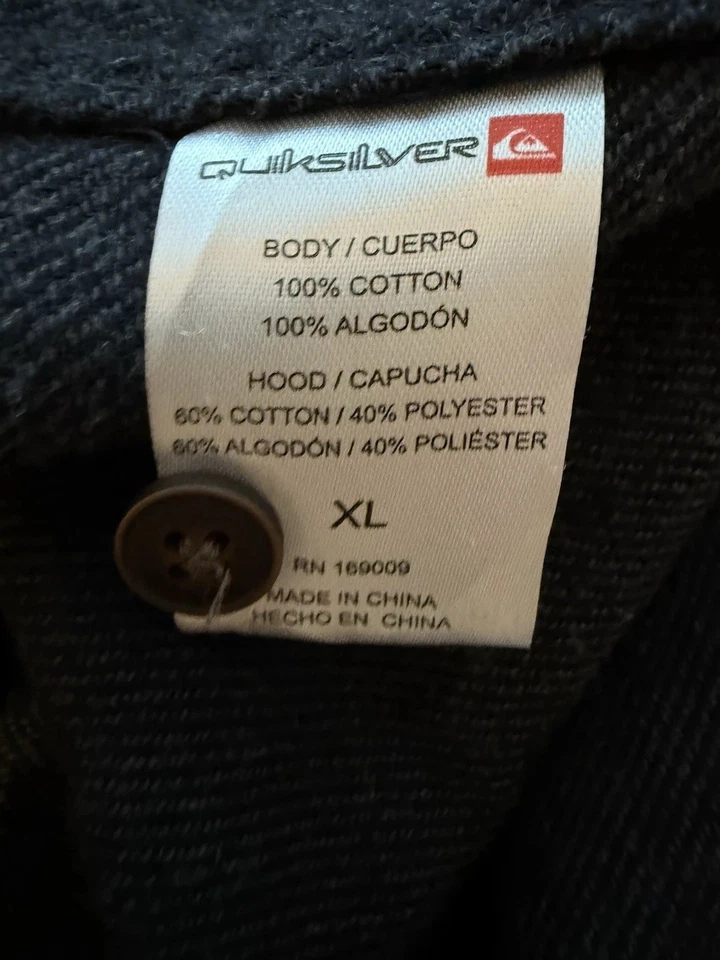 QUIKSILVER
BODY / CUERPO
100% COTTON
100% ALGODÓN
HOOD / CAPUCHA
60% COTTON / 40% POLYESTER
60% ALGODÓN / 40% POLIÉSTER
XL
RN 169009
MADE IN CHINA
HECHO EN CHINA